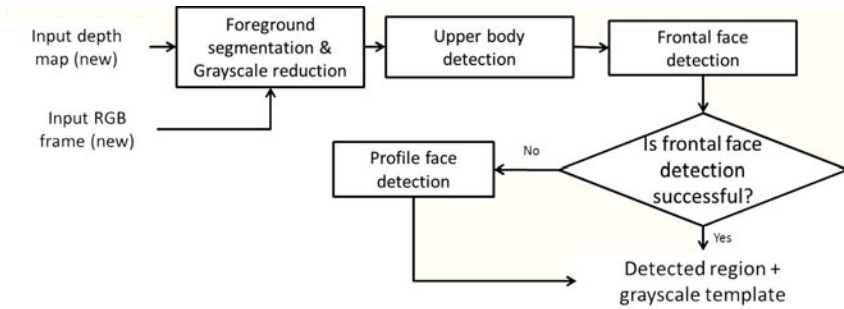 Input depth
map (new)
Foreground
segmentation &
Grayscale reduction
Upper body
detection
Frontal face
detection
Input RGB
frame (new)
Is frontal face
detection
successful?
No
Profile face
detection
Yes
Detected region +
grayscale template